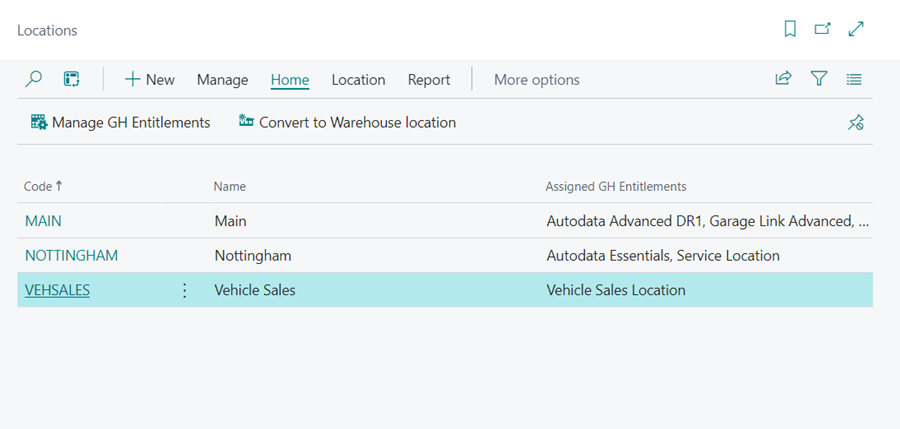 Locations
New Manage Home Location Report More options
Manage GH Entitlements Convert to Warehouse location
Code↑ Name Assigned GH Entitlements
MAIN Main Autodata Advanced DR1, Garage Link Advanced, ...
NOTTINGHAM Nottingham Autodata Essentials, Service Location
VEHSALES Vehicle Sales Vehicle Sales Location